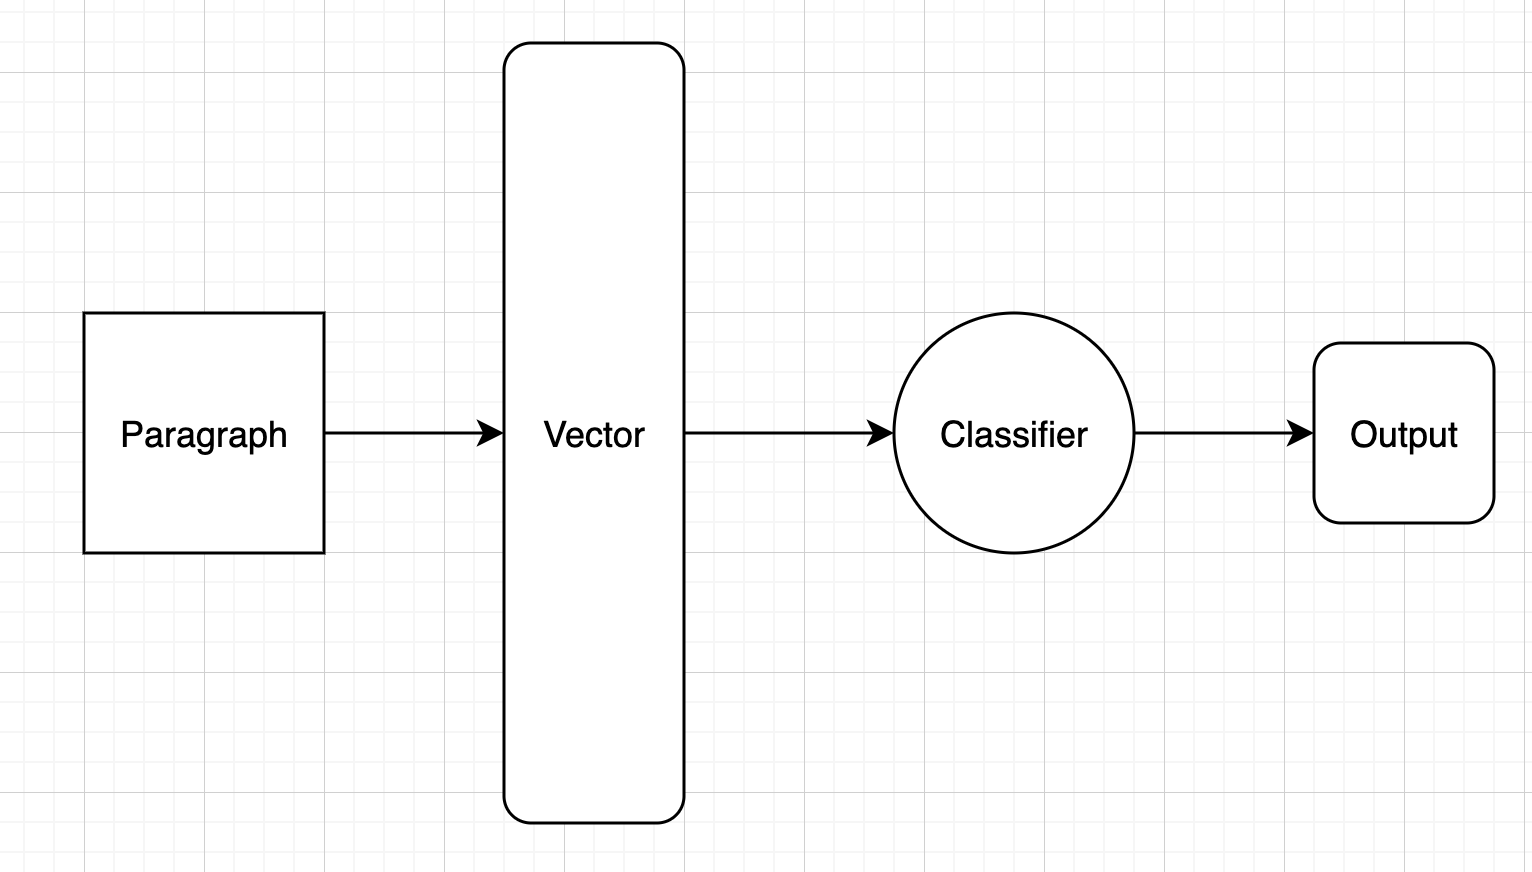 Paragraph
Vector
Classifier
Output